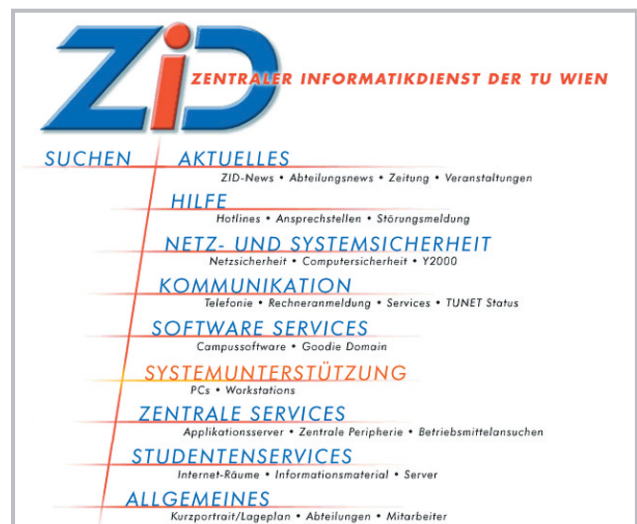 ZiD
ZENTRALER INFORMATIKDIENST DER TU WIEN
SUCHEN AKTUELLES
ZID-News • Abteilungsnews • Zeitung • Veranstaltungen
HILFE
Hotlines • Ansprechstellen • Störungsmeldung
NETZ- UND SYSTEMSICHERHEIT
Netzsicherheit • Computersicherheit • Y2000
KOMMUNIKATION
Telefonie • Rechneranmeldung • Services • TUNET Status
SOFTWARE SERVICES
Campussoftware • Goodie Domain
SYSTEMUNTERSTÜTZUNG
PCs • Workstations
ZENTRALE SERVICES
Applikationsserver • Zentrale Peripherie • Betriebsmittelansuchen
STUDENTENSERVICES
Internet-Räume • Informationsmaterial • Server
ALLGEMEINES
Kurzportrait/Lageplan • Abteilungen • Mitarbeiter